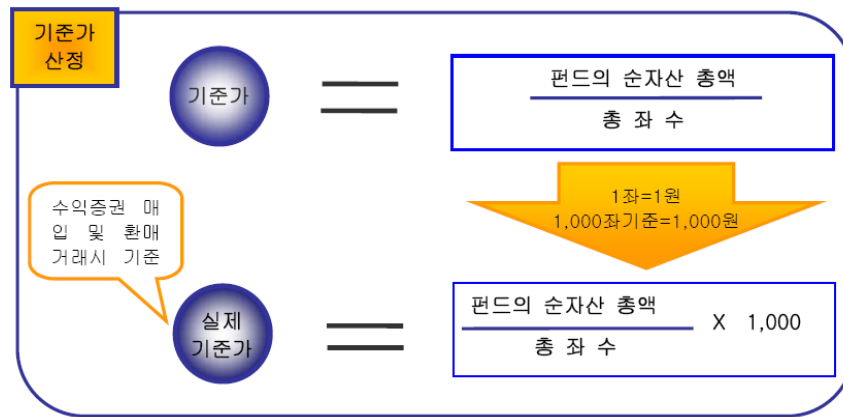 기준가
산정
기준가
펀드의 순자산 총액
총 좌 수
1좌=1원
1,000좌기준=1,000원
수익증권 매
입 및 환매
거래시 기준
실제
기준가
펀드의 순자산 총액
총 좌 수
X 1,000